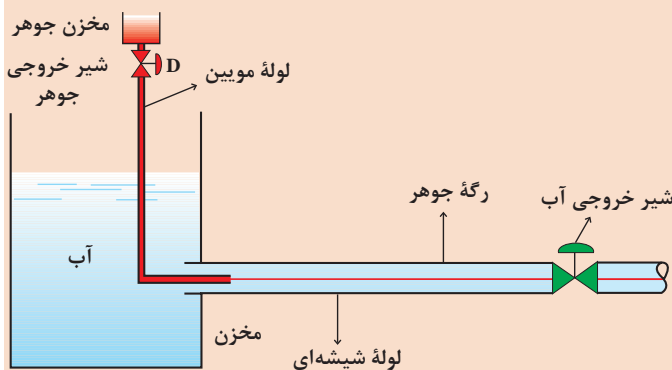 مخزن جوهر
D
شیر خروجی
جوهر
لولهٔ مویین
رگهٔ جوهر
شیر خروجی آب
آب
مخزن
لولهٔ شیشه‌ای